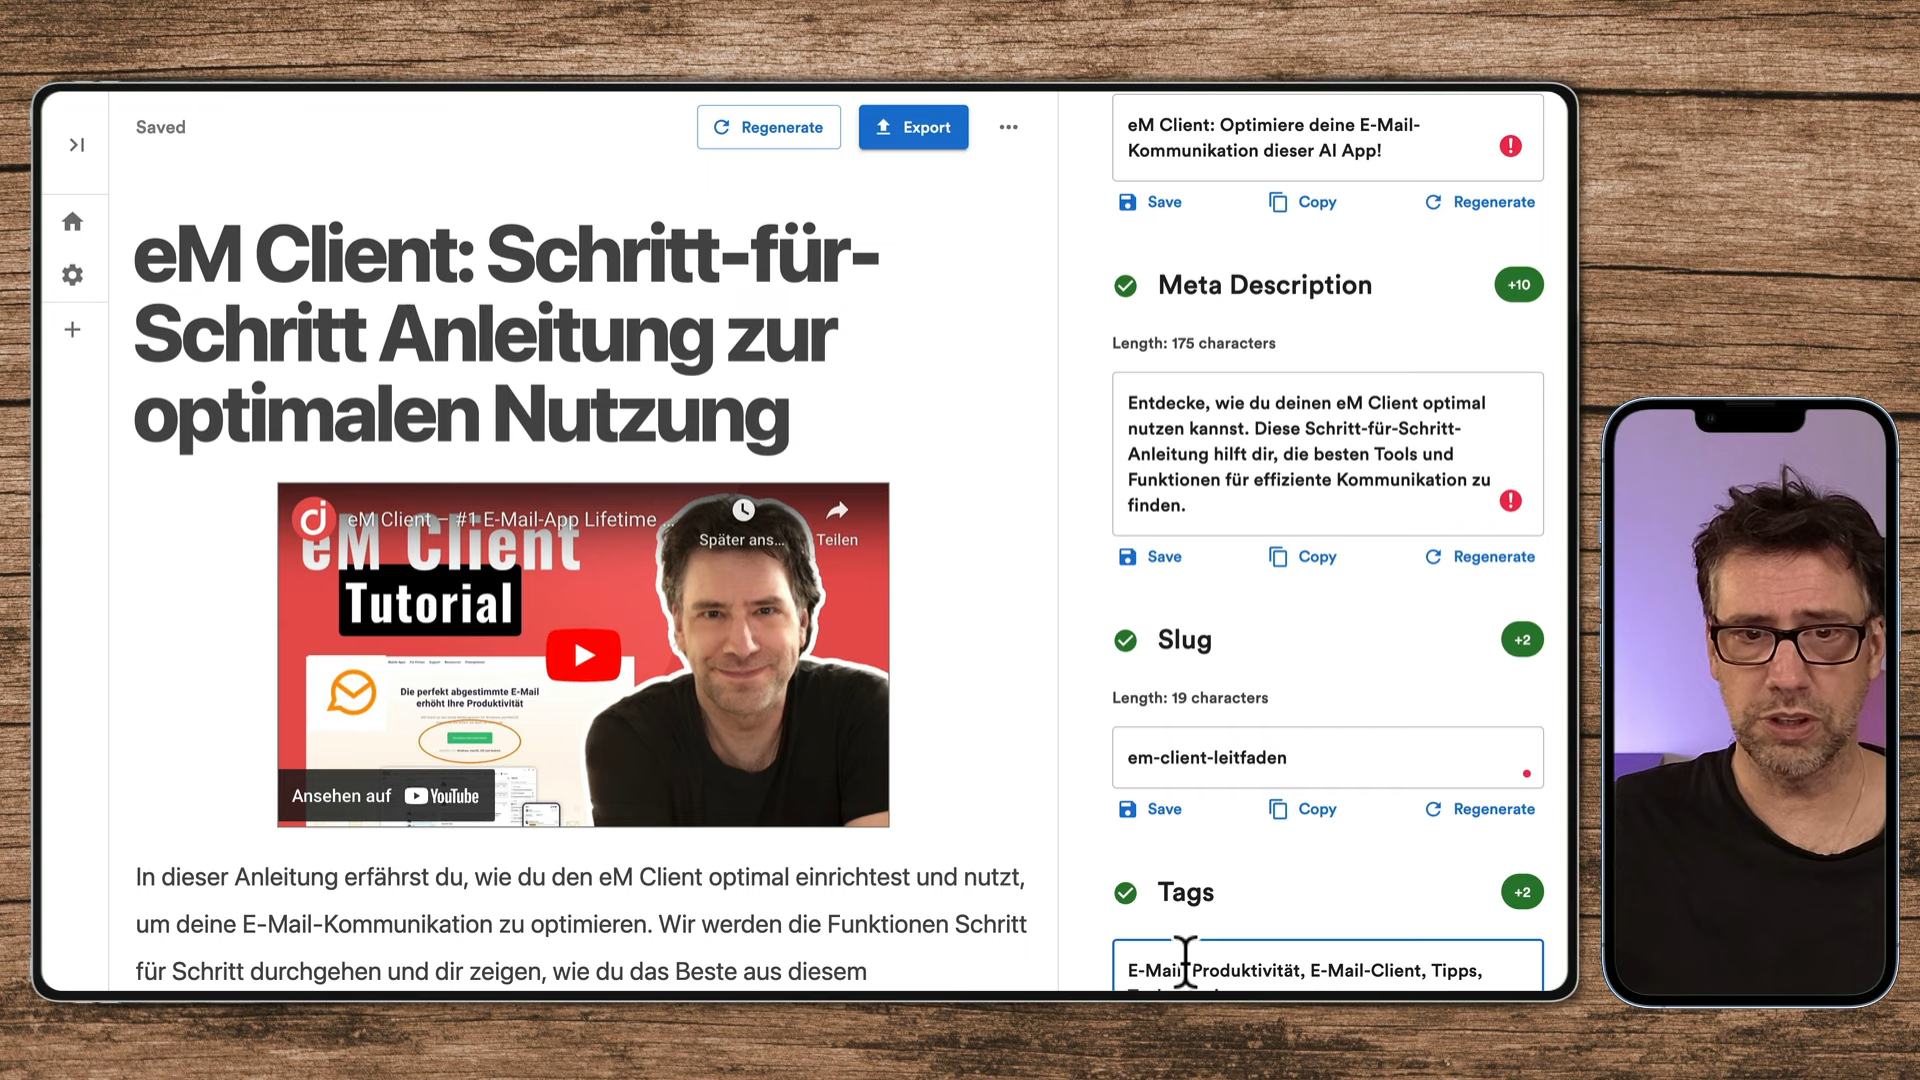 Saved
Regenerate
Export
eM Client: Schritt-für-
Schritt Anleitung zur
optimalen Nutzung
eM Client – #1 E-Mail-App Lifetime ...
Später ans...
Teilen
eM Client
Tutorial
Die perfekt abgestimmte E-Mail
erhöht Ihre Produktivität
Ansehen auf YouTube
In dieser Anleitung erfährst du, wie du den eM Client optimal einrichtest und nutzt,
um deine E-Mail-Kommunikation zu optimieren. Wir werden die Funktionen Schritt
für Schritt durchgehen und dir zeigen, wie du das Beste aus diesem
eM Client: Optimiere deine E-Mail-
Kommunikation dieser AI App!
Save
Copy
Regenerate
Meta Description
+10
Length: 175 characters
Entdecke, wie du deinen eM Client optimal
nutzen kannst. Diese Schritt-für-Schritt-
Anleitung hilft dir, die besten Tools und
Funktionen für effiziente Kommunikation zu
finden.
Save
Copy
Regenerate
Slug
+2
Length: 19 characters
em-client-leitfaden
Save
Copy
Regenerate
Tags
+2
E-Mail, Produktivität, E-Mail-Client, Tipps,